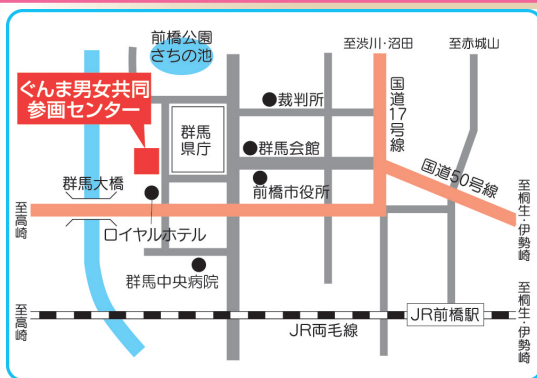 前橋公園
さちの池
至渋川・沼田
至赤城山
ぐんま男女共同
参画センター
裁判所
国道17号線
群馬
県庁
群馬会館
国道50号線
群馬大橋
前橋市役所
至高崎
至桐生・伊勢崎
ロイヤルホテル
群馬中央病院
至高崎
JR両毛線
JR前橋駅
至桐生・伊勢崎